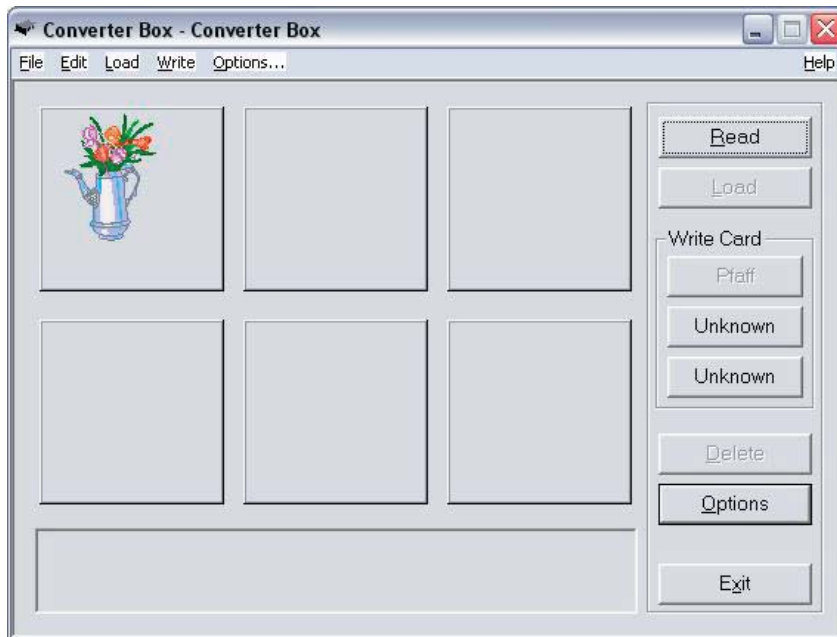 Converter Box - Converter Box
File Edit Load Write Options... Help
Read
Load
Write Card
Pfaff
Unknown
Unknown
Delete
Options
Exit